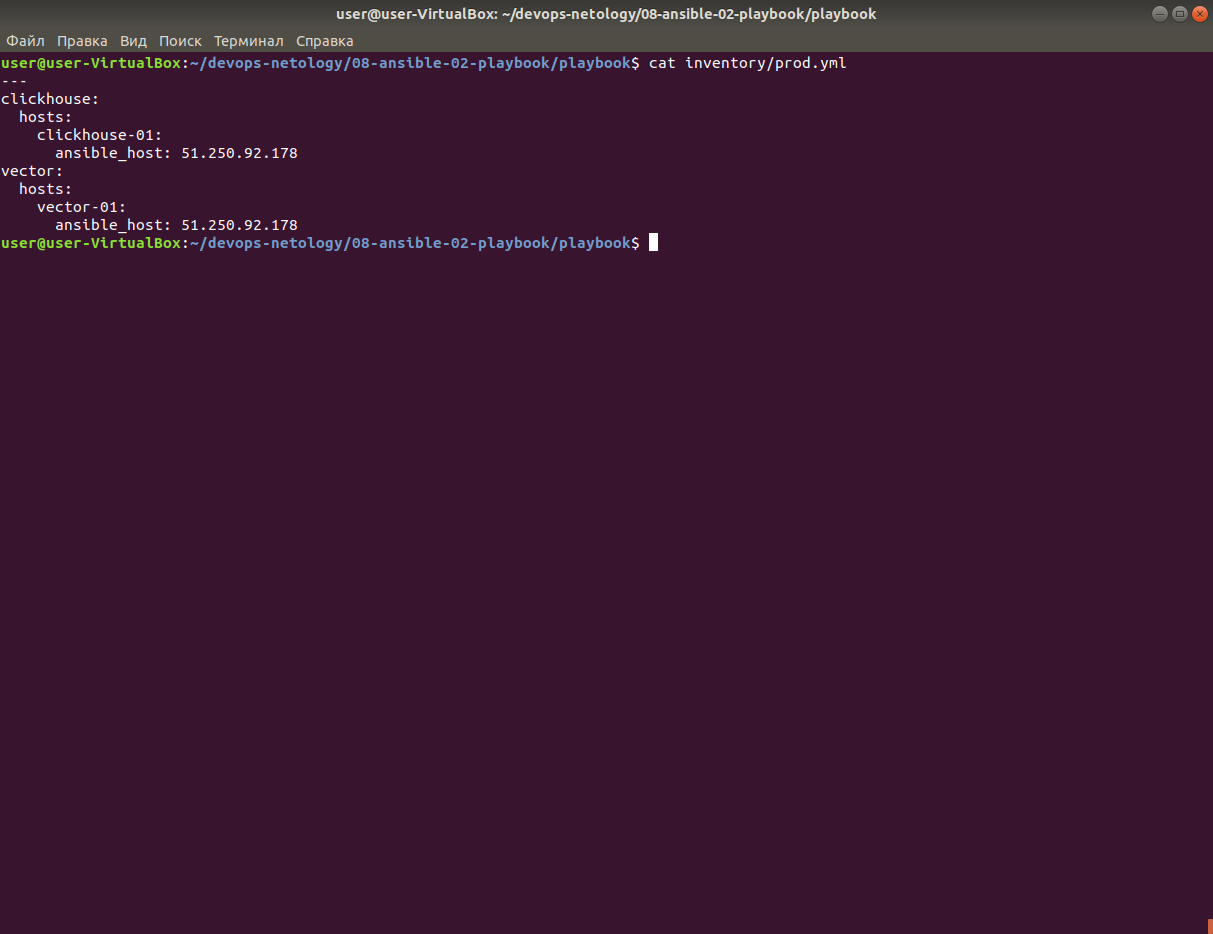 user@user-VirtualBox: ~/devops-netology/08-ansible-02-playbook/playbook
Файл Правка Вид Поиск Терминал Справка
user@user-VirtualBox:~/devops-netology/08-ansible-02-playbook/playbook$ cat inventory/prod.yml
---
clickhouse:
  hosts:
    clickhouse-01:
      ansible_host: 51.250.92.178
vector:
  hosts:
    vector-01:
      ansible_host: 51.250.92.178
user@user-VirtualBox:~/devops-netology/08-ansible-02-playbook/playbook$